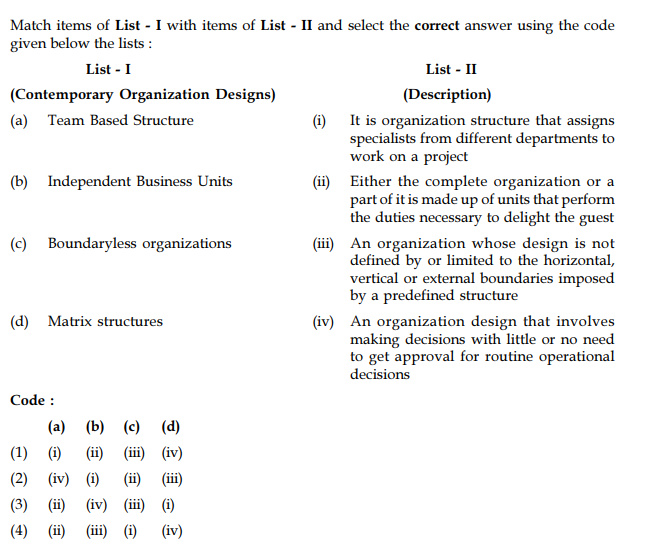 Match items of List - I with items of List - II and select the correct answer using the code
given below the lists :
List - I List - II
(Contemporary Organization Designs) (Description)
(a) Team Based Structure (i) It is organization structure that assigns
specialists from different departments to
work on a project
(b) Independent Business Units (ii) Either the complete organization or a
part of it is made up of units that perform
the duties necessary to delight the guest
(c) Boundaryless organizations (iii) An organization whose design is not
defined by or limited to the horizontal,
vertical or external boundaries imposed
by a predefined structure
(d) Matrix structures (iv) An organization design that involves
making decisions with little or no need
to get approval for routine operational
decisions
Code :
(a) (b) (c) (d)
(1) (i) (ii) (iii) (iv)
(2) (iv) (i) (ii) (iii)
(3) (ii) (iv) (iii) (i)
(4) (ii) (iii) (i) (iv)